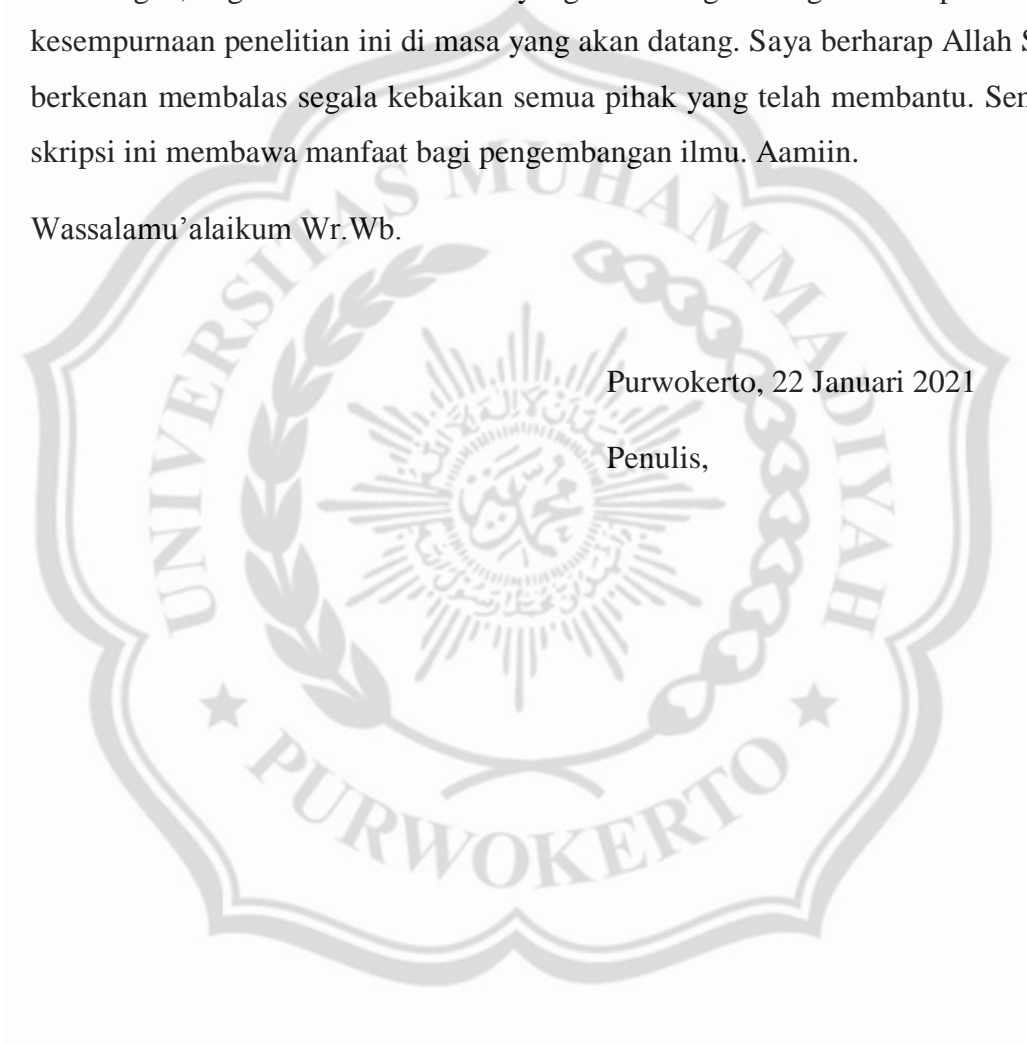 kesempurnaan penelitian ini di masa yang akan datang. Saya berharap Allah
berkenan membalas segala kebaikan semua pihak yang telah membantu.
skripsi ini membawa manfaat bagi pengembangan ilmu. Aamiin.
Wassalamu’alaikum Wr.Wb.
Purwokerto, 22 Januari 2021
Penulis,
UNIVERSITAS MUHAMMADIYAH
PURWOKERTO